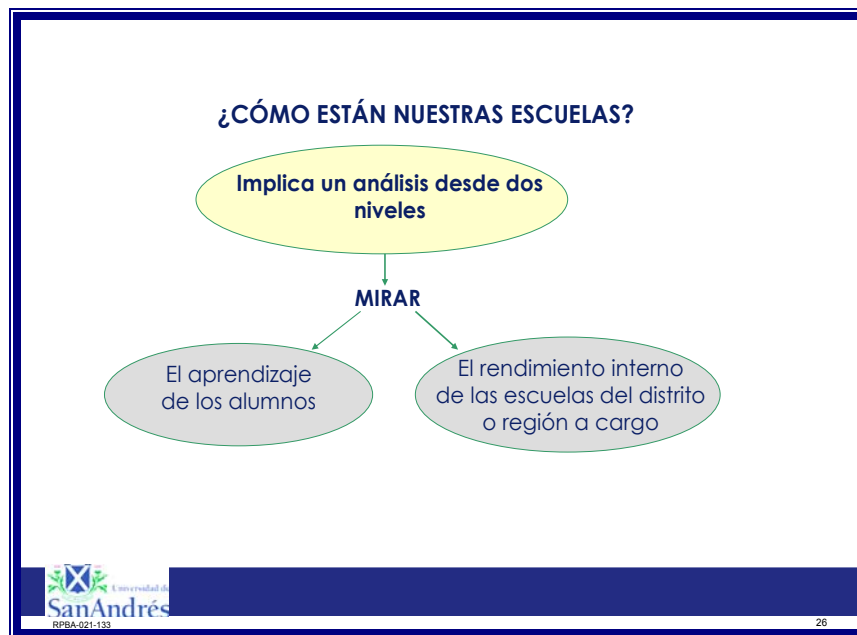 ¿CÓMO ESTÁN NUESTRAS ESCUELAS?
Implica un análisis desde dos
niveles
MIRAR
El aprendizaje
de los alumnos
El rendimiento interno
de las escuelas del distrito
o región a cargo
Universidad de
SanAndrés
RPBA-021-133
26